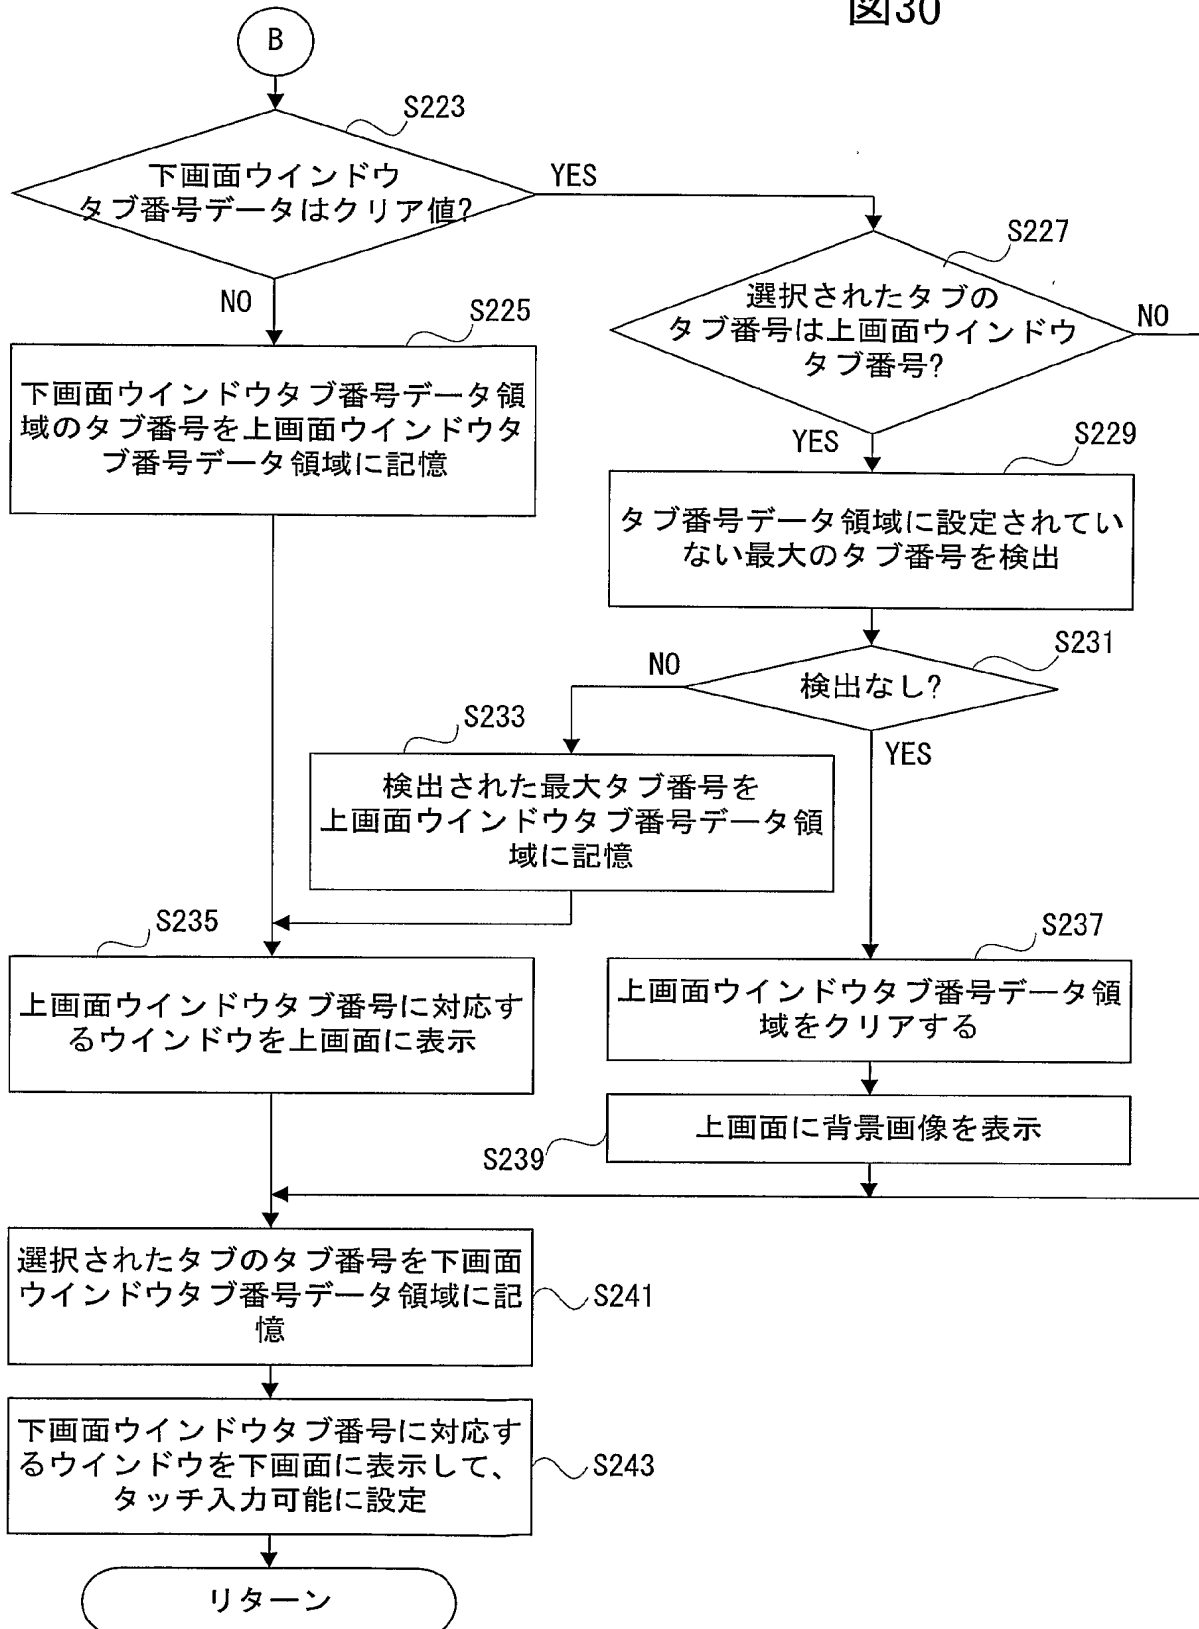 図30
B
S223
下画面ウインドウ
タブ番号データはクリア値?
YES
NO
S227
選択されたタブの
タブ番号は上画面ウインドウ
タブ番号?
NO
YES
S225
下画面ウインドウタブ番号データ領
域のタブ番号を上画面ウインドウタ
ブ番号データ領域に記憶
S229
タブ番号データ領域に設定されてい
ない最大のタブ番号を検出
S231
検出なし?
NO
YES
S233
検出された最大タブ番号を
上画面ウインドウタブ番号データ領
域に記憶
S235
上画面ウインドウタブ番号に対応す
るウインドウを上画面に表示
S237
上画面ウインドウタブ番号データ領
域をクリアする
上画面に背景画像を表示
S239
選択されたタブのタブ番号を下画面
ウインドウタブ番号データ領域に記
憶
S241
下画面ウインドウタブ番号に対応す
るウインドウを下画面に表示して、
タッチ入力可能に設定
S243
リターン